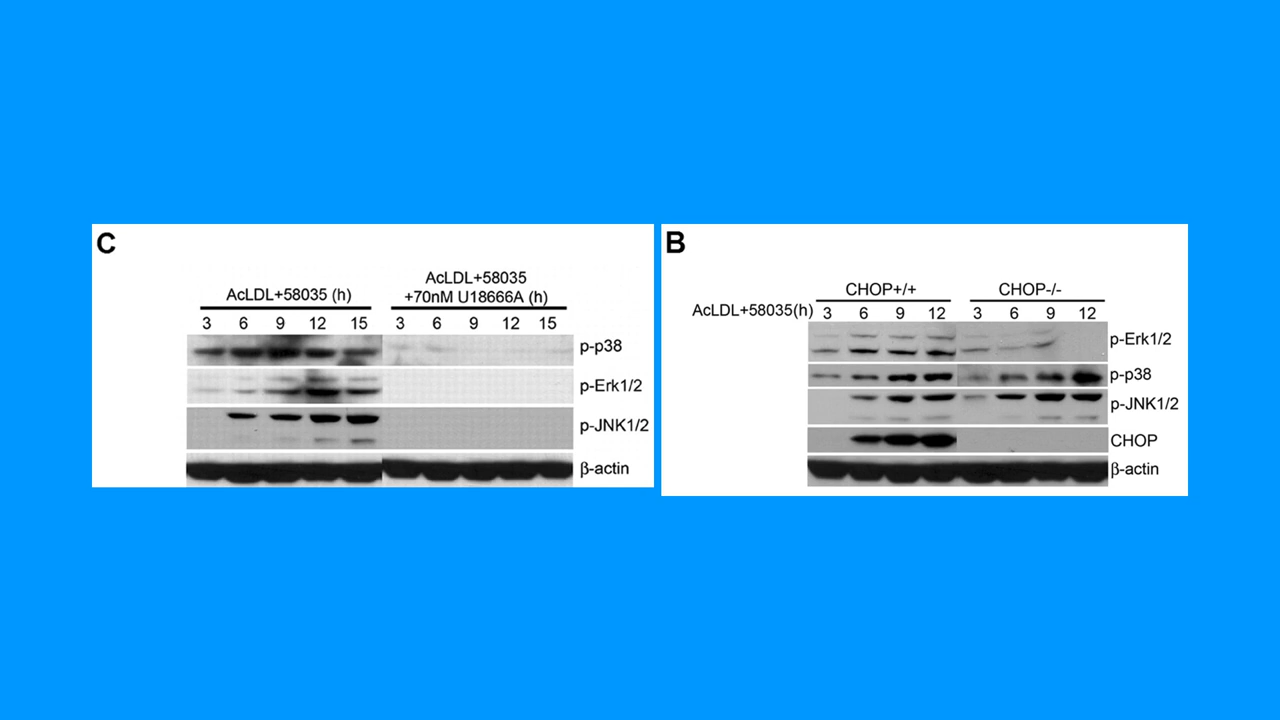 C
AcLDL+58035 (h)
AcLDL+58035
+70nM U18666A (h)
3 6 9 12 15 3 6 9 12 15
p-p38
p-Erk1/2
p-JNK1/2
β-actin
B
CHOP+/+ CHOP-/-
AcLDL+58035(h) 3 6 9 12 3 6 9 12
p-Erk1/2
p-p38
p-JNK1/2
CHOP
β-actin